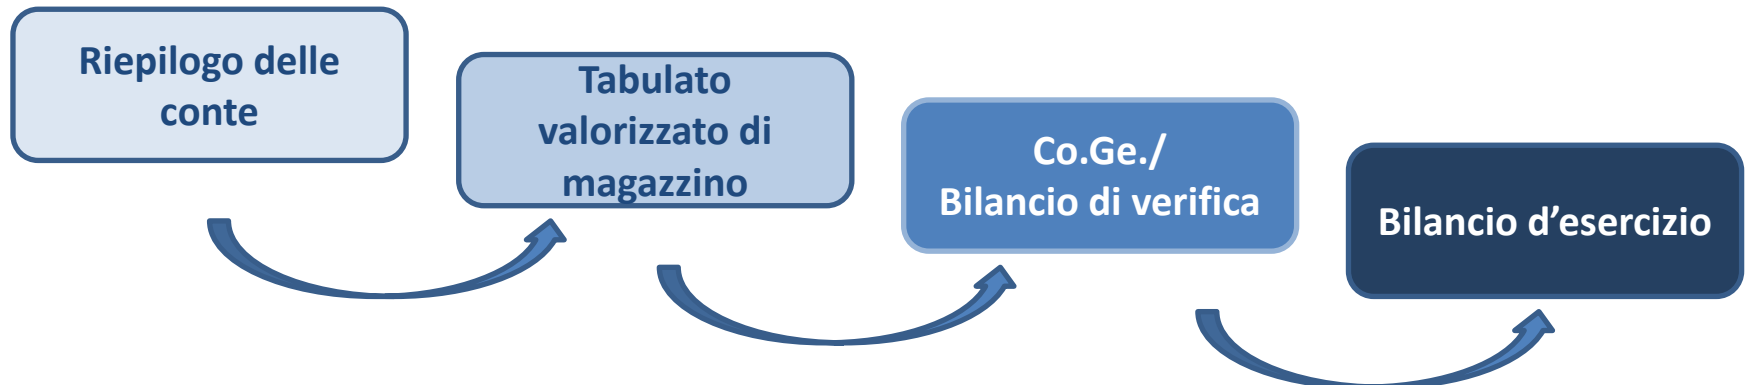 Riepilogo delle
conte
Tabulato
valorizzato di
magazzino
Co.Ge./
Bilancio di verifica
Bilancio d’esercizio